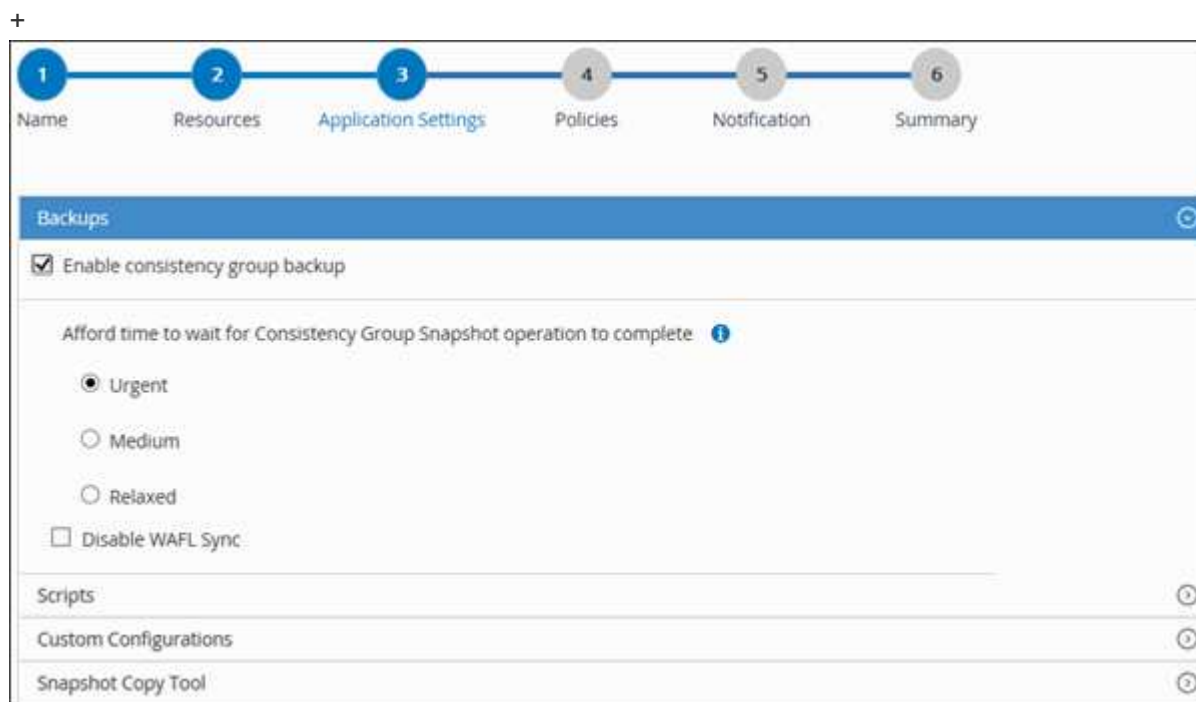 +
1 2 3 4 5 6
Name Resources Application Settings Policies Notification Summary
Backups
Enable consistency group backup
Afford time to wait for Consistency Group Snapshot operation to complete i
Urgent
Medium
Relaxed
Disable WAFL Sync
Scripts
Custom Configurations
Snapshot Copy Tool